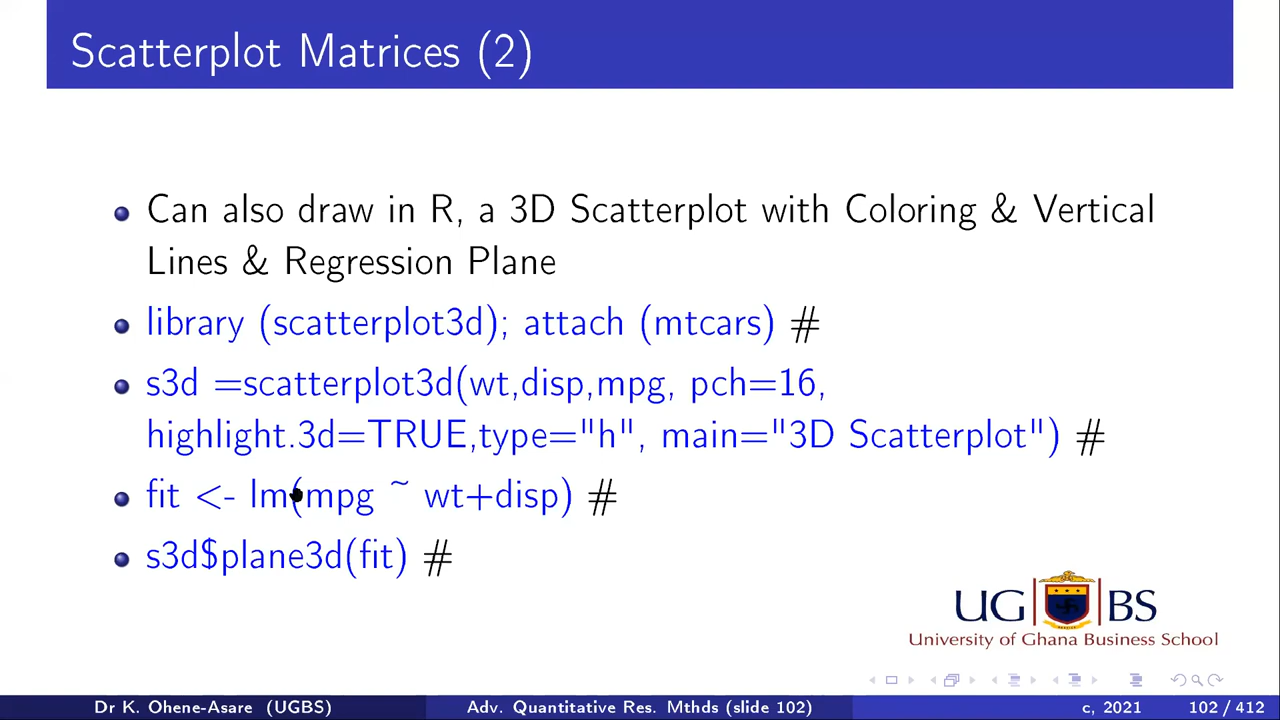 Scatterplot Matrices (2)
Can also draw in R, a 3D Scatterplot with Coloring & Vertical
Lines & Regression Plane
library (scatterplot3d); attach (mtcars) #
s3d =scatterplot3d(wt,disp,mpg, pch=16,
highlight.3d=TRUE,type="h", main="3D Scatterplot") #
fit <- lm(mpg ~ wt+disp) #
s3d$plane3d(fit) #
UG BS
University of Ghana Business School
Dr K. Ohene-Asare (UGBS) Adv. Quantitative Res. Mthds (slide 102) c, 2021 102 / 412